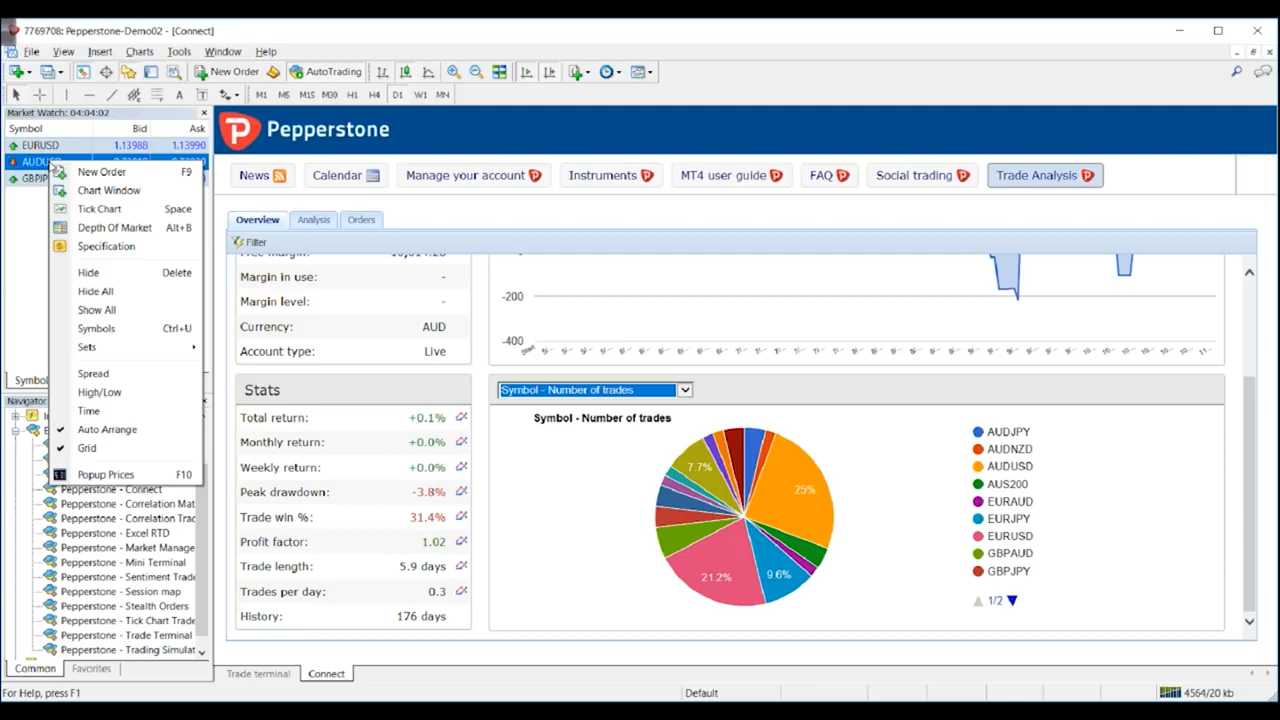 7769708: Pepperstone-Demo02 - [Connect]
File View Insert Charts Tools Window Help
New Order AutoTrading
M1 M5 M15 M30 H1 H4 D1 W1 MN
Market Watch: 04:04:02
Symbol Bid Ask
EURUSD 1.13988 1.13990
New Order F9
Chart Window
Tick Chart Space
Depth Of Market Alt+B
Specification
Hide Delete
Hide All
Show All
Symbols Ctrl+U
Sets
Spread
High/Low
Time
Auto Arrange
Grid
Popup Prices F10
Symbol
Navigator
Pepperstone - Connect
Pepperstone - Correlation Mat
Pepperstone - Correlation Trad
Pepperstone - Excel RTD
Pepperstone - Market Manage
Pepperstone - Mini Terminal
Pepperstone - Sentiment Trade
Pepperstone - Session map
Pepperstone - Stealth Orders
Pepperstone - Tick Chart Trade
Pepperstone - Trade Terminal
Pepperstone - Trading Simulat
Common Favorites
Pepperstone
News Calendar Manage your account Instruments MT4 user guide FAQ Social trading Trade Analysis
Overview Analysis Orders
Filter
Margin in use: -
Margin level: -
Currency: AUD
Account type: Live
-200
-400
Stats
Total return: +0.1%
Monthly return: +0.0%
Weekly return: +0.0%
Peak drawdown: -3.8%
Trade win %: 31.4%
Profit factor: 1.02
Trade length: 5.9 days
Trades per day: 0.3
History: 176 days
Symbol - Number of trades
Symbol - Number of trades
7.7%
25%
21.2%
9.6%
AUDJPY
AUDNZD
AUDUSD
AUS200
EURAUD
EURJPY
EURUSD
GBPAUD
GBPJPY
1/2
Trade terminal Connect
For Help, press F1 Default 4564/20 kb